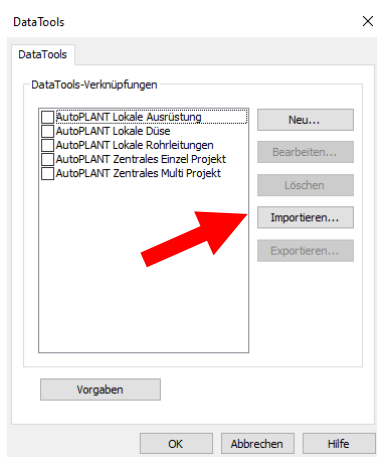 DataTools
DataTools
DataTools-Verknüpfungen
AutoPLANT Lokale Ausrüstung
AutoPLANT Lokale Düse
AutoPLANT Lokale Rohrleitungen
AutoPLANT Zentrales Einzel Projekt
AutoPLANT Zentrales Multi Projekt
Neu...
Bearbeiten...
Löschen
Importieren...
Exportieren...
Vorgaben
OK
Abbrechen
Hilfe